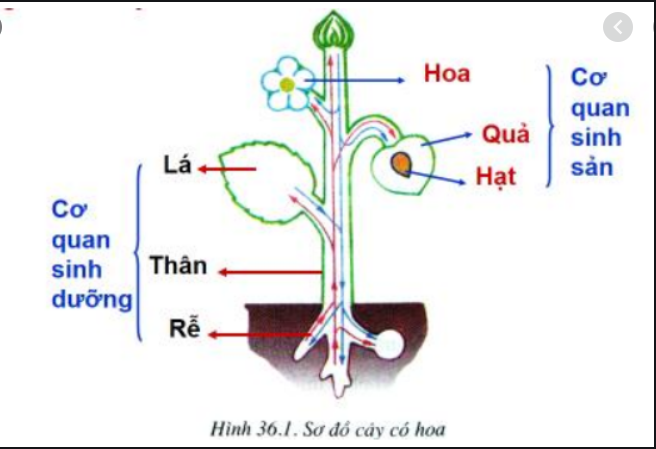 Hoa
Quả
Hạt
Cơ
quan
sinh
sản
Lá
Thân
Rễ
Cơ
quan
sinh
dưỡng
Hình 36.1. Sơ đồ cây có hoa